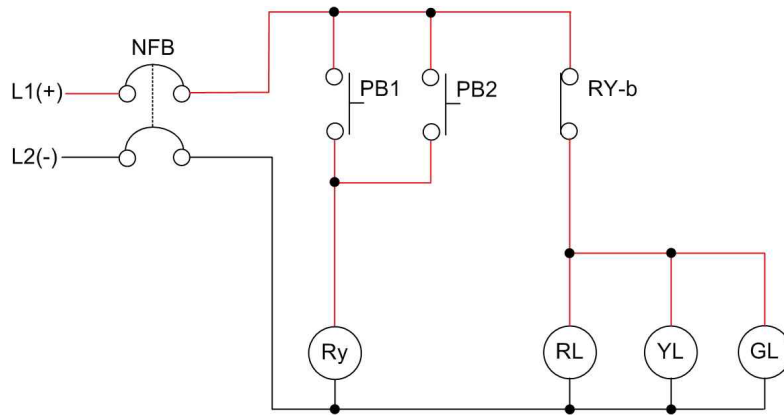 NFB
L1(+)
PB1
PB2
RY-b
L2(-)
Ry
RL
YL
GL